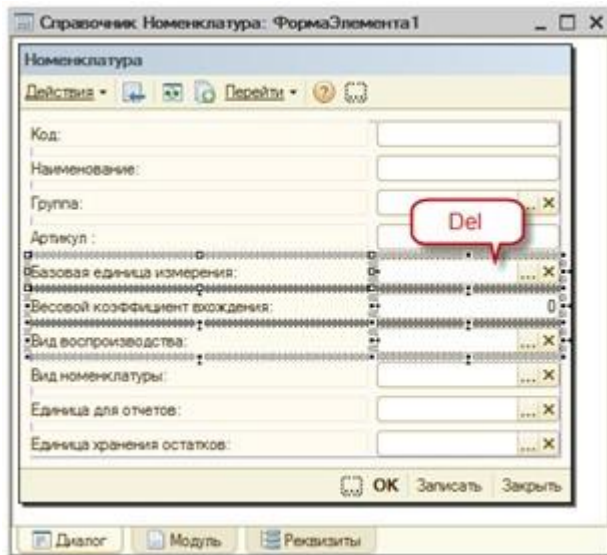 Справочник Номенклатура: ФормаЭлемента1
Номенклатура
Действия Перейти
Код:
Наименование:
Группа: ...
Del
Артикул :
Базовая единица измерения: ...
Весовой коэффициент вхождения: 0
Вид воспроизводства: ...
Вид номенклатуры: ...
Единица для отчетов: ...
Единица хранения остатков: ...
OK Записать Закрыть
Диалог Модуль Реквизиты